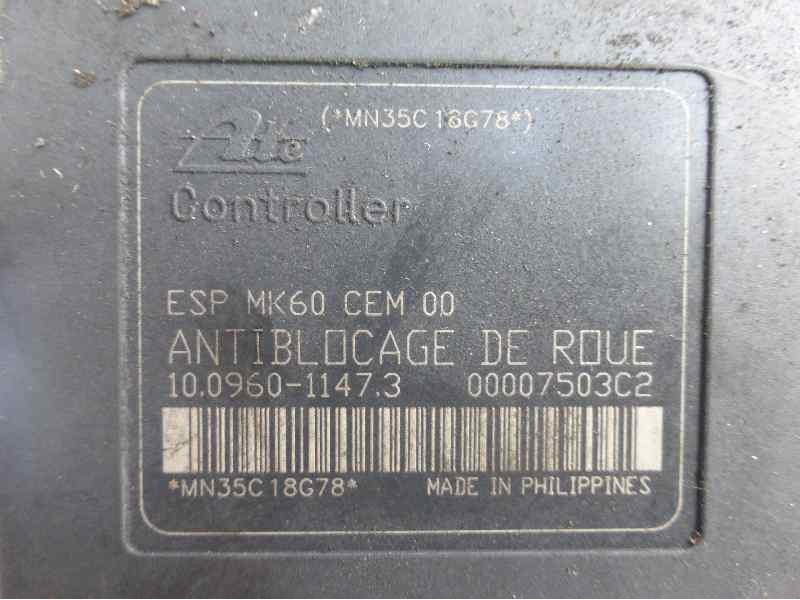 (*MN35C18G78*)
Ate
Controller
ESP MK60 CEM 00
ANTIBLOCAGE DE ROUE
10.0960-1147.3 00007503C2
*MN35C18G78* MADE IN PHILIPPINES